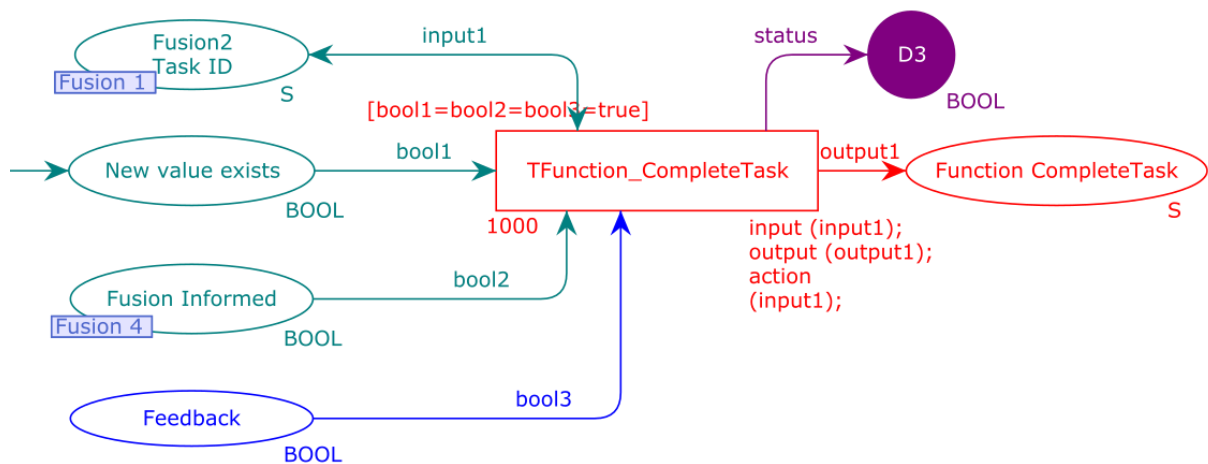 Fusion2
Task ID
Fusion 1
S
input1
status
D3
BOOL
[bool1=bool2=bool3=true]
New value exists
BOOL
bool1
TFunction_CompleteTask
output1
Function CompleteTask
S
1000
input (input1);
output (output1);
action
(input1);
Fusion Informed
Fusion 4
BOOL
bool2
Feedback
BOOL
bool3